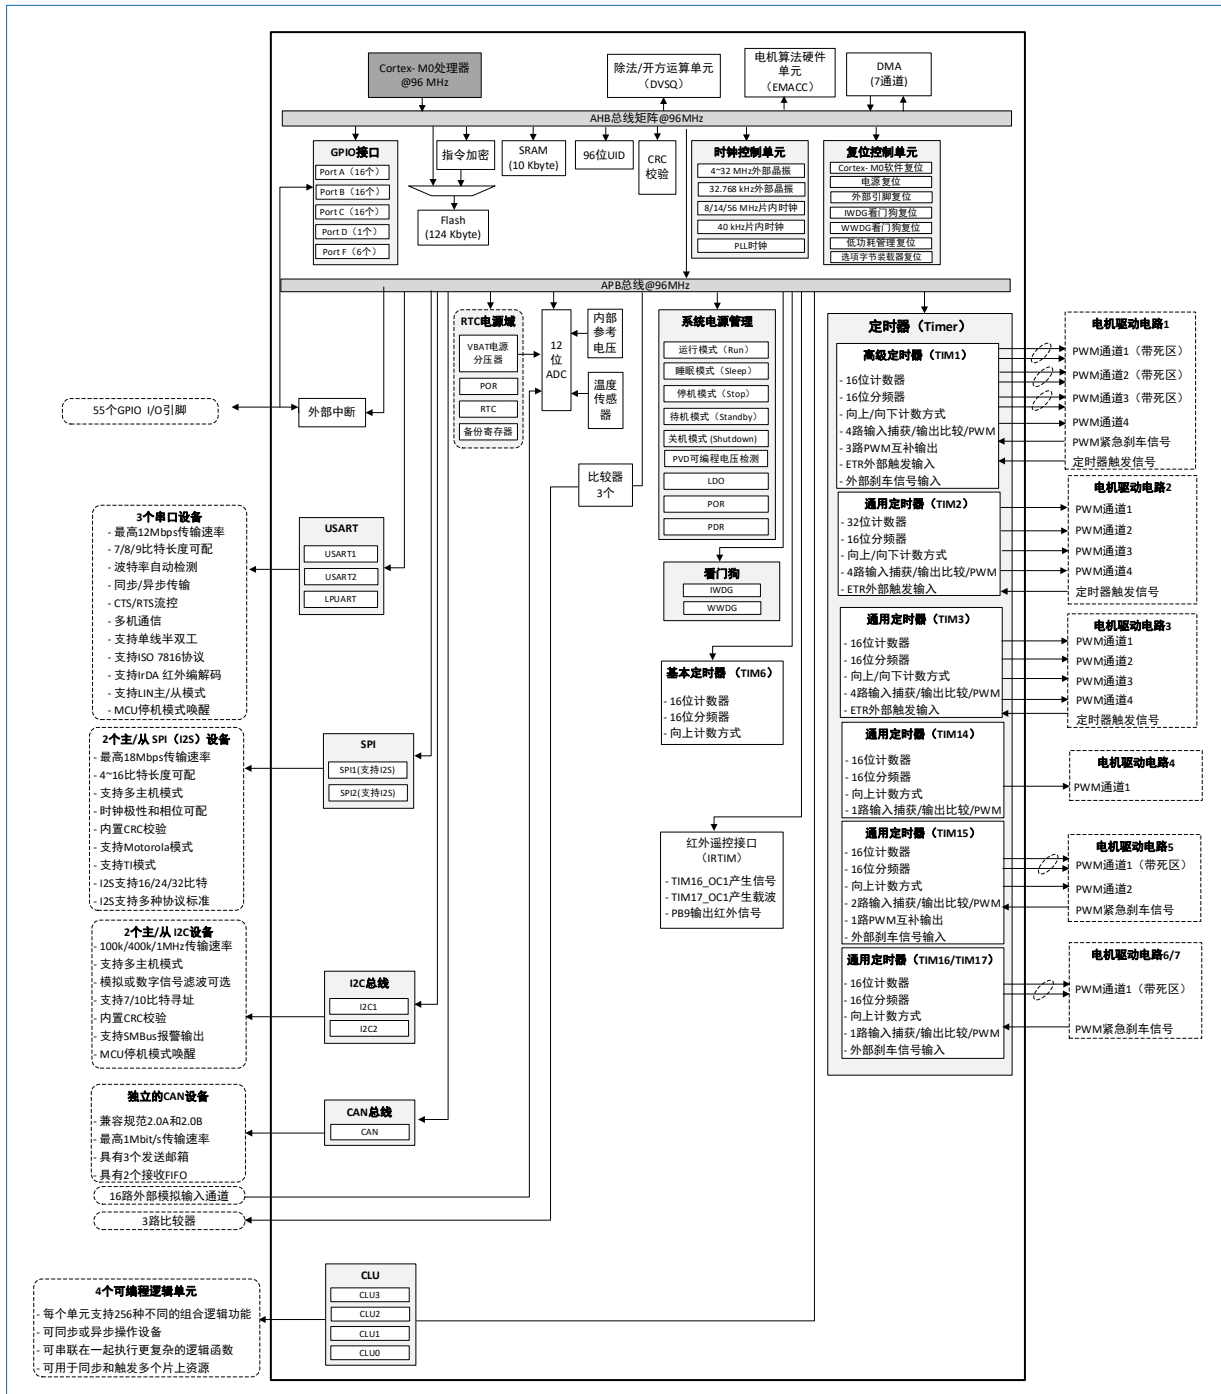 Cortex- M0处理器
@96 MHz
除法/开方运算单元
(DVSQ)
电机算法硬件
单元
(EMACC)
DMA
(7通道)
AHB总线矩阵@96MHz
GPIO接口
Port A（16个）
Port B（16个）
Port C（16个）
Port D（1个）
Port F（6个）
指令加密
Flash
(124 Kbyte)
SRAM
(10 Kbyte)
96位UID
CRC
校验
时钟控制单元
4~32 MHz外部晶振
32.768 kHz外部晶振
8/14/56 MHz片内时钟
40 kHz片内时钟
PLL时钟
复位控制单元
Cortex- M0软件复位
电源复位
外部引脚复位
IWDG看门狗复位
WWDG看门狗复位
低功耗管理复位
选项字节装载器复位
APB总线@96MHz
RTC电源域
VBAT电源
分压器
POR
RTC
备份寄存器
12
位
ADC
内部
参考
电压
温度
传感
器
比较器
3个
系统电源管理
运行模式（Run）
睡眠模式（Sleep）
停机模式（Stop）
待机模式（Standby）
关机模式 (Shutdown)
PVD可编程电压检测
LDO
POR
PDR
看门狗
IWDG
WWDG
基本定时器 （TIM6）
- 16位计数器
- 16位分频器
- 向上计数方式
红外遥控接口
（IRTIM）
- TIM16_OC1产生信号
- TIM17_OC1产生载波
- PB9输出红外信号
定时器（Timer）
高级定时器（TIM1）
- 16位计数器
- 16位分频器
- 向上/向下计数方式
- 4路输入捕获/输出比较/PWM
- 3路PWM互补输出
- ETR外部触发输入
- 外部刹车信号输入
通用定时器（TIM2）
- 32位计数器
- 16位分频器
- 向上/向下计数方式
- 4路输入捕获/输出比较/PWM
- ETR外部触发输入
通用定时器（TIM3）
- 16位计数器
- 16位分频器
- 向上/向下计数方式
- 4路输入捕获/输出比较/PWM
- ETR外部触发输入
通用定时器（TIM14）
- 16位计数器
- 16位分频器
- 向上计数方式
- 1路输入捕获/输出比较/PWM
通用定时器（TIM15）
- 16位计数器
- 16位分频器
- 向上计数方式
- 2路输入捕获/输出比较/PWM
- 1路PWM互补输出
- 外部刹车信号输入
通用定时器（TIM16/TIM17）
- 16位计数器
- 16位分频器
- 向上计数方式
- 1路输入捕获/输出比较/PWM
- 外部刹车信号输入
电机驱动电路1
PWM通道1（带死区）
PWM通道2（带死区）
PWM通道3（带死区）
PWM通道4
PWM紧急刹车信号
定时器触发信号
电机驱动电路2
PWM通道1
PWM通道2
PWM通道3
PWM通道4
定时器触发信号
电机驱动电路3
PWM通道1
PWM通道2
PWM通道3
PWM通道4
定时器触发信号
电机驱动电路4
PWM通道1
电机驱动电路5
PWM通道1（带死区）
PWM通道2
PWM紧急刹车信号
电机驱动电路6/7
PWM通道1（带死区）
PWM紧急刹车信号
55个GPIO I/O引脚
外部中断
3个串口设备
- 最高12Mbps传输速率
- 7/8/9比特长度可配
- 波特率自动检测
- 同步/异步传输
- CTS/RTS流控
- 多机通信
- 支持单线半双工
- 支持ISO 7816协议
- 支持IrDA 红外编解码
- 支持LIN主/从模式
- MCU停机模式唤醒
USART
USART1
USART2
LPUART
2个主/从 SPI（I2S）设备
- 最高18Mbps传输速率
- 4~16比特长度可配
- 支持多主机模式
- 时钟极性和相位可配
- 内置CRC校验
- 支持Motorola模式
- 支持TI模式
- I2S支持16/24/32比特
- I2S支持多种协议标准
SPI
SPI1(支持I2S)
SPI2(支持I2S)
2个主/从 I2C设备
- 100k/400k/1MHz传输速率
- 支持多主机模式
- 模拟或数字信号滤波可选
- 支持7/10比特寻址
- 内置CRC校验
- 支持SMBus报警输出
- MCU停机模式唤醒
I2C总线
I2C1
I2C2
独立的CAN设备
- 兼容规范2.0A和2.0B
- 最高1Mbit/s传输速率
- 具有3个发送邮箱
- 具有2个接收FIFO
CAN总线
CAN
16路外部模拟输入通道
3路比较器
4个可编程逻辑单元
- 每个单元支持256种不同的组合逻辑功能
- 可同步或异步操作设备
- 可串联在一起执行更复杂的逻辑函数
- 可用于同步和触发多个片上资源
CLU
CLU3
CLU2
CLU1
CLU0